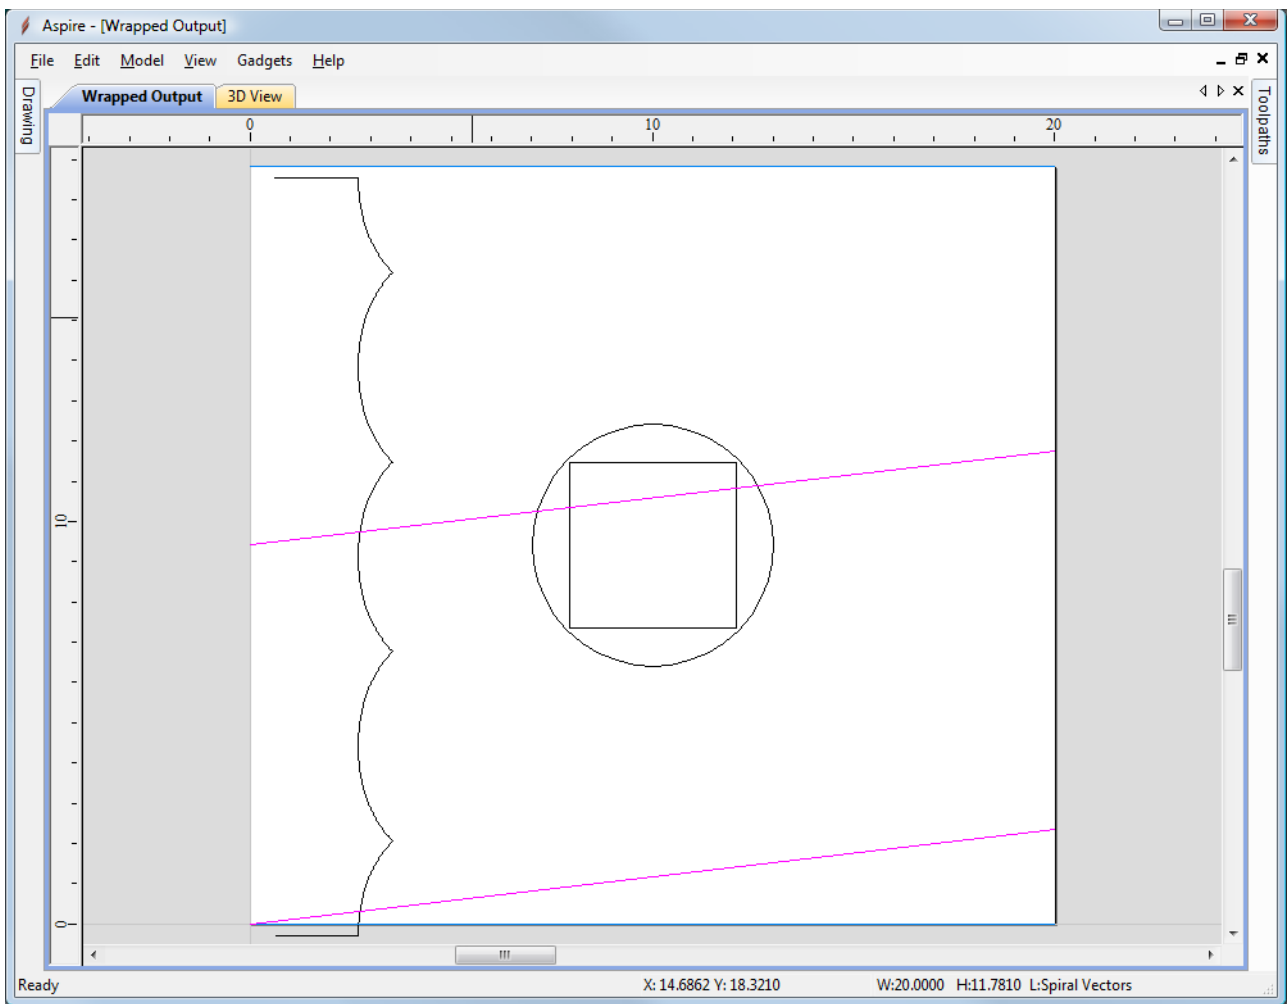 Aspire - [Wrapped Output]
File Edit Model View Gadgets Help
Drawing
Wrapped Output 3D View
Toolpaths
0 10 20
10
0
Ready X: 14.6862 Y: 18.3210 W:20.0000 H:11.7810 L:Spiral Vectors